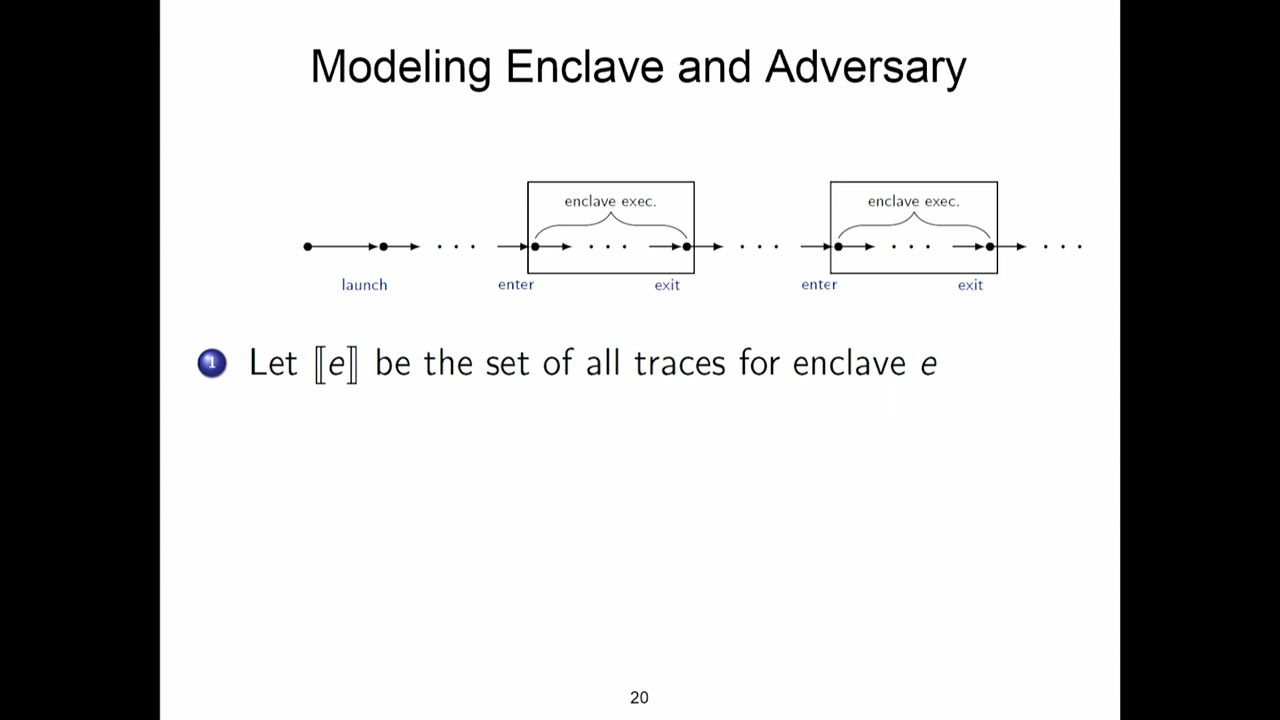 Modeling Enclave and Adversary
enclave exec. enclave exec.
· · · · · · · · · · · · · · ·
launch enter exit enter exit
1 Let ⟦e⟧ be the set of all traces for enclave e
20